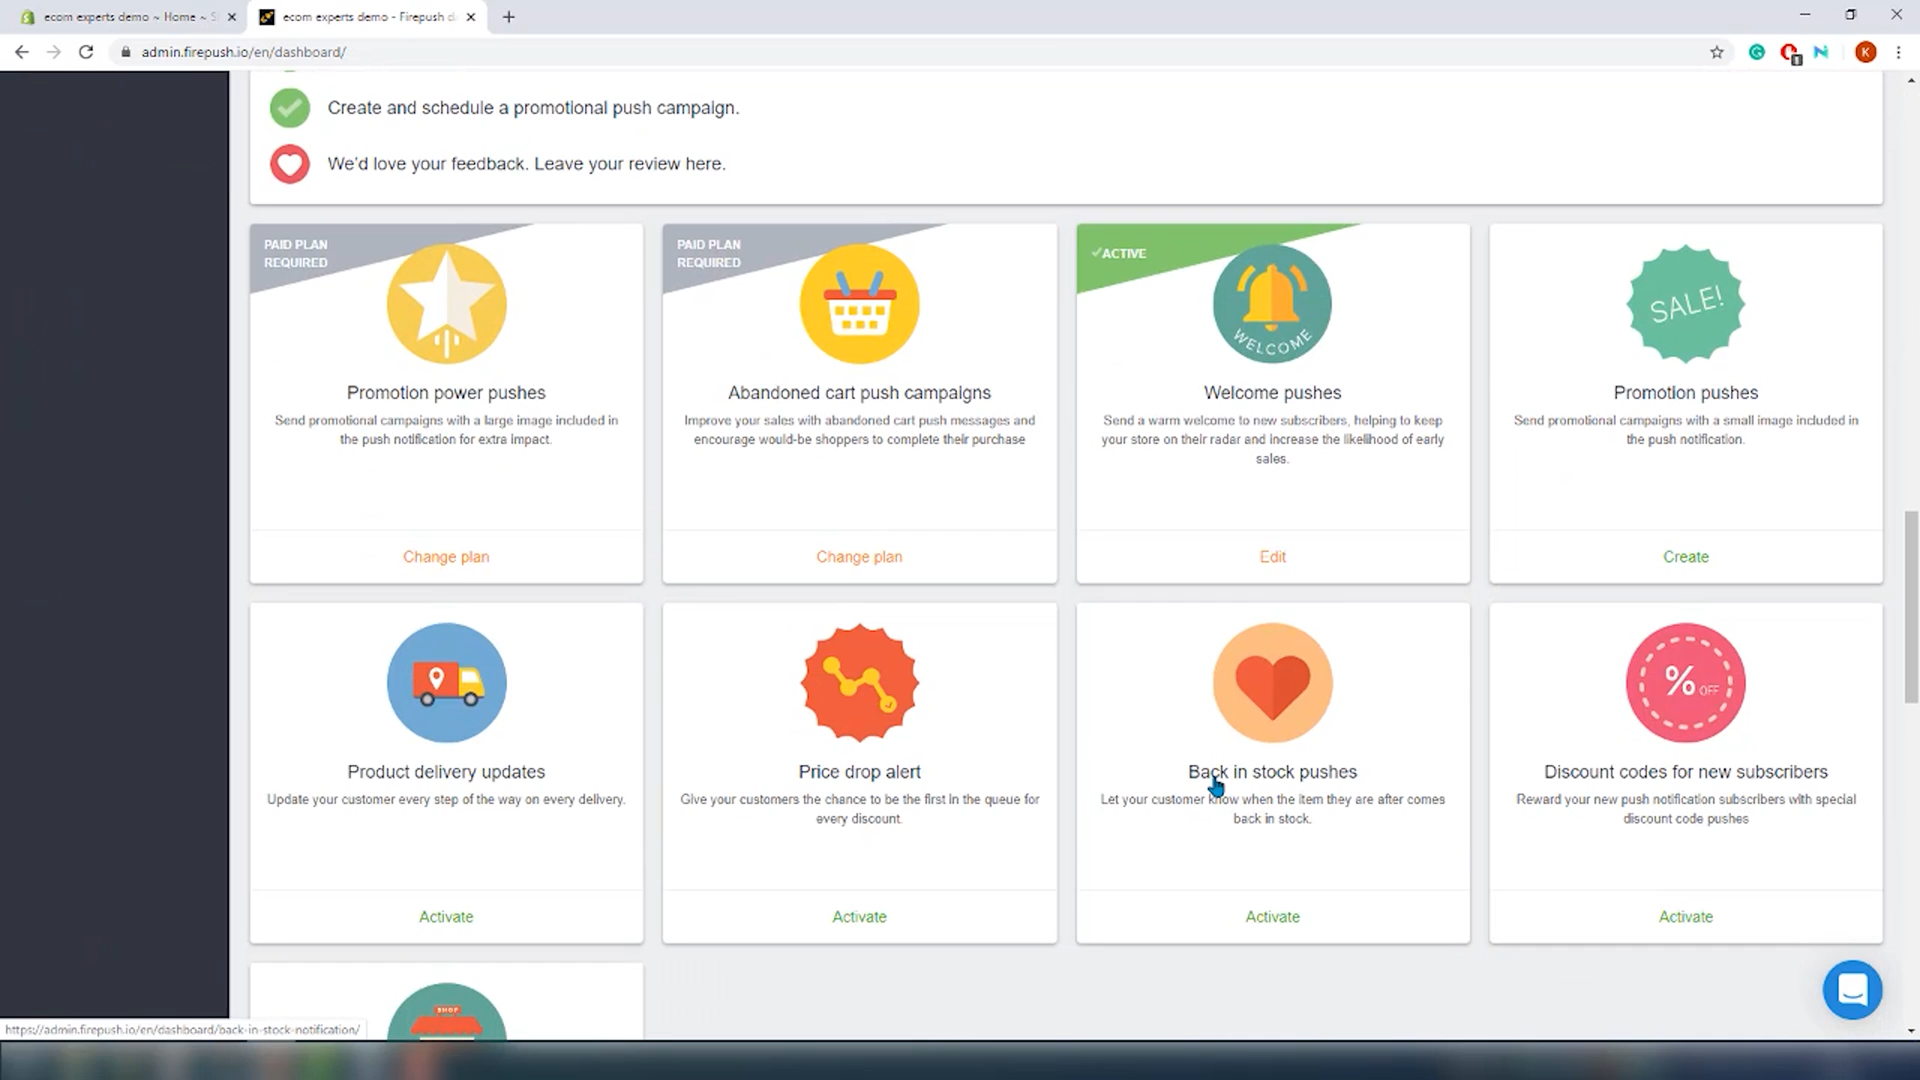 ecom experts demo ~ Home ~ S
ecom experts demo - Firepush da
admin.firepush.io/en/dashboard/
K
Create and schedule a promotional push campaign.
We'd love your feedback. Leave your review here.
PAID PLAN
REQUIRED
Promotion power pushes
Send promotional campaigns with a large image included in
the push notification for extra impact.
Change plan
PAID PLAN
REQUIRED
Abandoned cart push campaigns
Improve your sales with abandoned cart push messages and
encourage would-be shoppers to complete their purchase
Change plan
ACTIVE
WELCOME
Welcome pushes
Send a warm welcome to new subscribers, helping to keep
your store on their radar and increase the likelihood of early
sales.
Edit
SALE!
Promotion pushes
Send promotional campaigns with a small image included in
the push notification.
Create
Product delivery updates
Update your customer every step of the way on every delivery.
Activate
Price drop alert
Give your customers the chance to be the first in the queue for
every discount.
Activate
Back in stock pushes
Let your customer know when the item they are after comes
back in stock.
Activate
% OFF
Discount codes for new subscribers
Reward your new push notification subscribers with special
discount code pushes
Activate
SHOP
https://admin.firepush.io/en/dashboard/back-in-stock-notification/